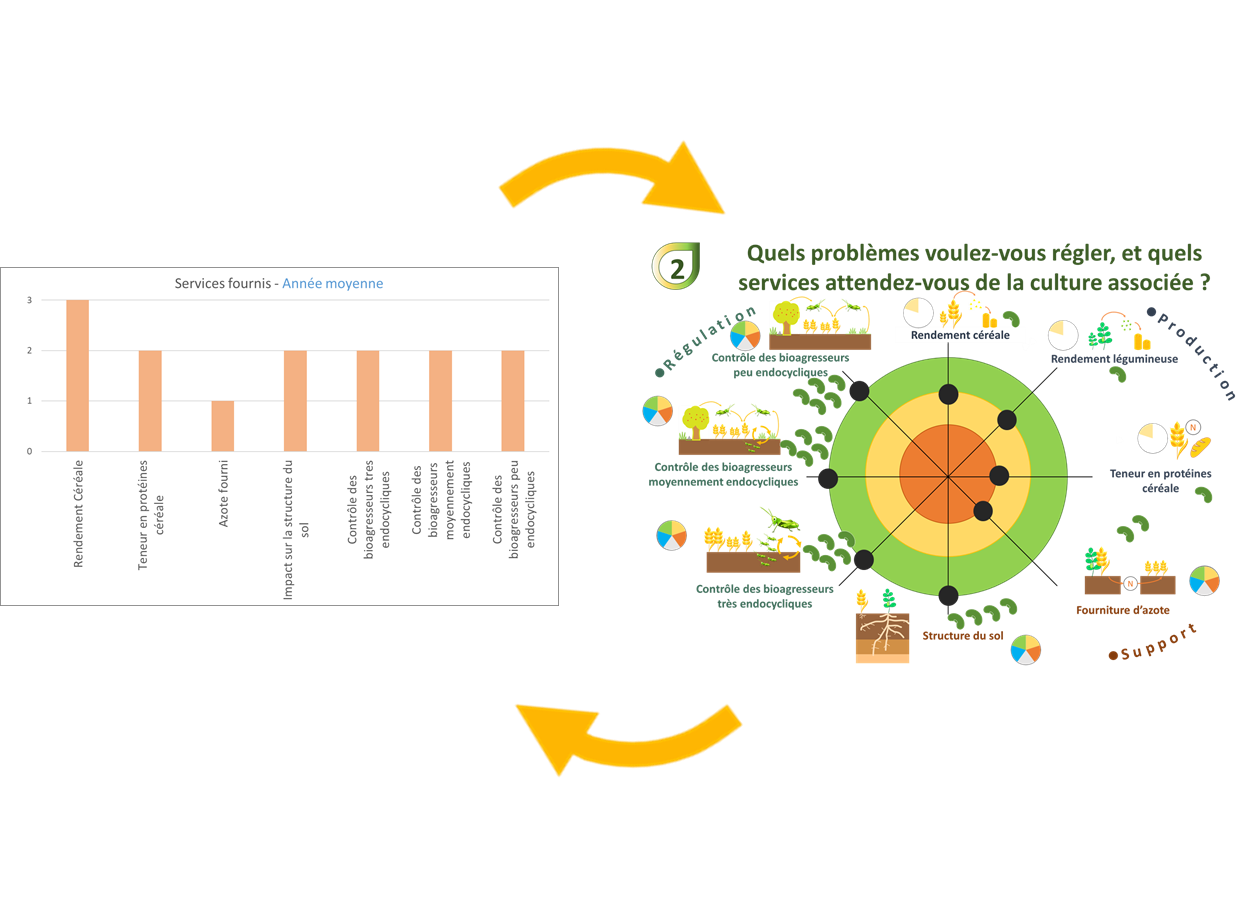 Services fournis - Année moyenne
3
2
1
0
Rendement Céréale
Teneur en protéines
céréale
Azote fourni
Impact sur la structure du
sol
Contrôle des
bioagresseurs tres
endocycliques
Contrôle des
bioagresseurs
moyennement
endocycliques
Contrôle des
bioagresseurs peu
endocycliques
2
Quels problèmes voulez-vous régler, et quels
services attendez-vous de la culture associée ?
Régulation
Production
Rendement céréale
Rendement légumineuse
Contrôle des bioagresseurs
peu endocycliques
N
Contrôle des bioagresseurs
moyennement endocycliques
Teneur en protéines
céréale
Contrôle des bioagresseurs
très endocycliques
N
Fourniture d'azote
Structure du sol
Support